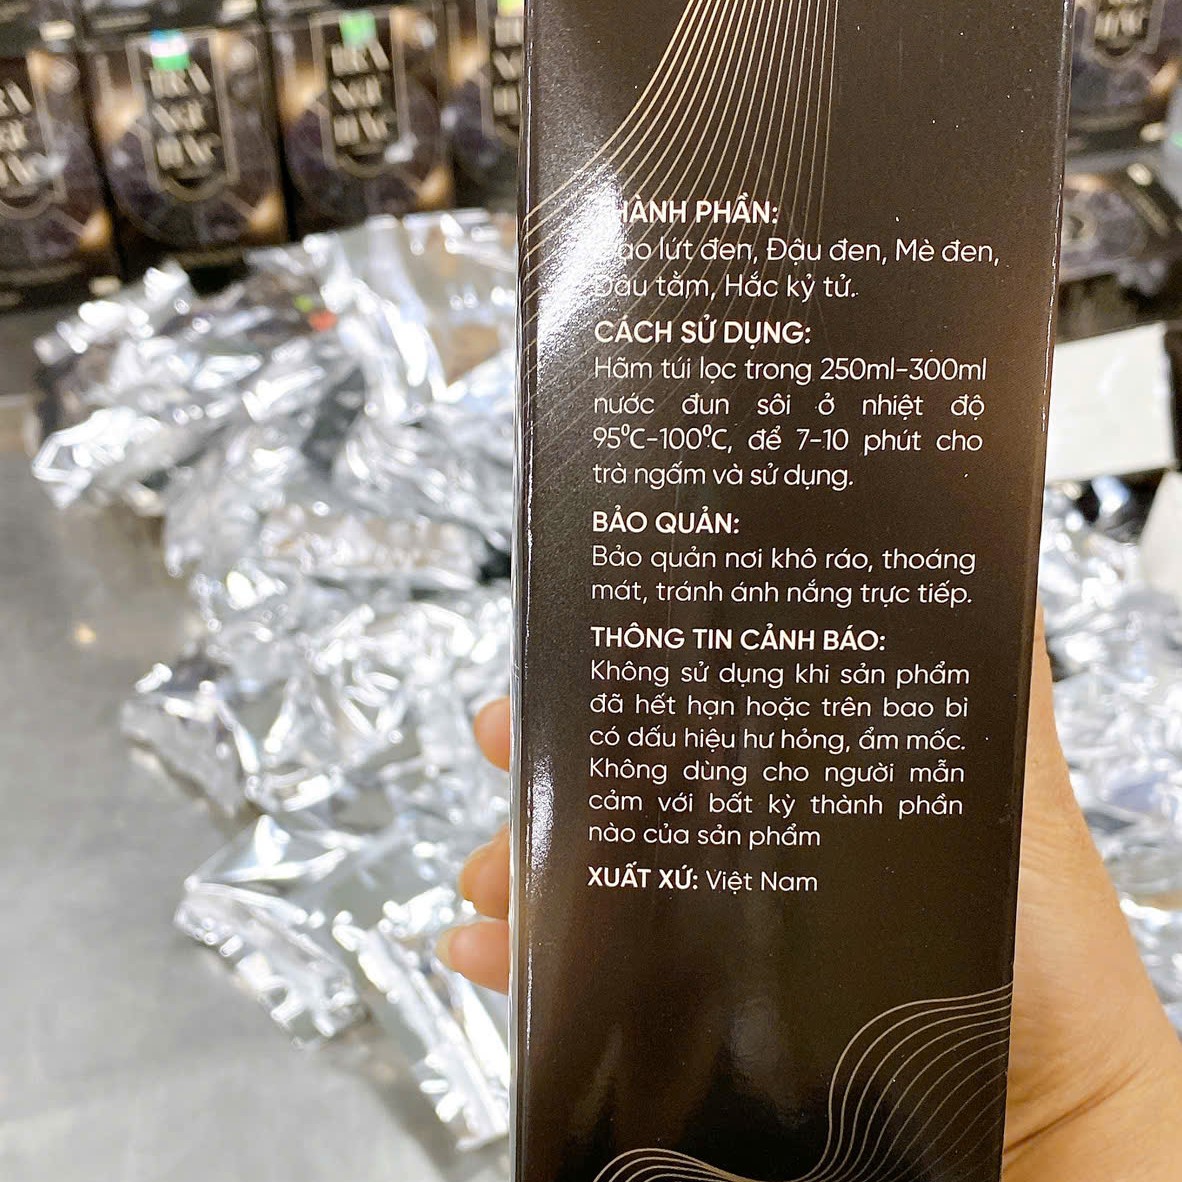 THÀNH PHẦN:
Gạo lứt đen, Đậu đen, Mè đen,
Dâu tằm, Hắc kỷ tử.
CÁCH SỬ DỤNG:
Hãm túi lọc trong 250ml-300ml
nước đun sôi ở nhiệt độ
95⁰C-100⁰C, để 7-10 phút cho
trà ngấm và sử dụng.
BẢO QUẢN:
Bảo quản nơi khô ráo, thoáng
mát, tránh ánh nắng trực tiếp.
THÔNG TIN CẢNH BÁO:
Không sử dụng khi sản phẩm
đã hết hạn hoặc trên bao bì
có dấu hiệu hư hỏng, ẩm mốc.
Không dùng cho người mẫn
cảm với bất kỳ thành phần
nào của sản phẩm
XUẤT XỨ: Việt Nam